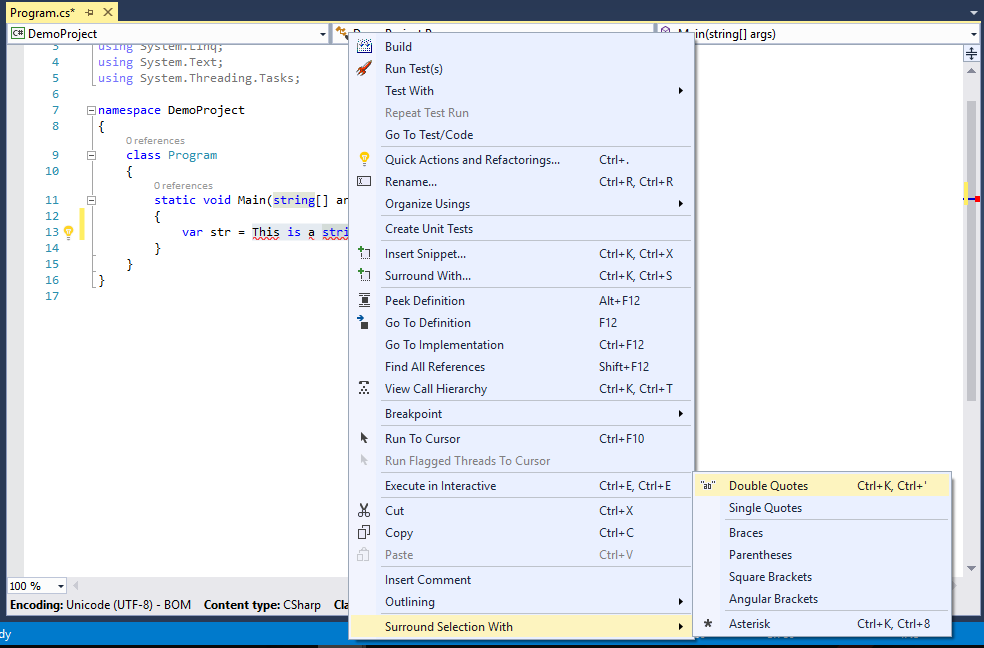 Program.cs*
C# DemoProject
Main(string[] args)
3 using System.Linq;
4 using System.Text;
5 using System.Threading.Tasks;
6
7 namespace DemoProject
8 {
0 references
9 class Program
10 {
0 references
11 static void Main(string[] ar
12 {
13 var str = This is a stri
14 }
15 }
16 }
17
Build
Run Test(s)
Test With
Repeat Test Run
Go To Test/Code
Quick Actions and Refactorings... Ctrl+.
Rename... Ctrl+R, Ctrl+R
Organize Usings
Create Unit Tests
Insert Snippet... Ctrl+K, Ctrl+X
Surround With... Ctrl+K, Ctrl+S
Peek Definition Alt+F12
Go To Definition F12
Go To Implementation Ctrl+F12
Find All References Shift+F12
View Call Hierarchy Ctrl+K, Ctrl+T
Breakpoint
Run To Cursor Ctrl+F10
Run Flagged Threads To Cursor
Execute in Interactive Ctrl+E, Ctrl+E
Cut Ctrl+X
Copy Ctrl+C
Paste Ctrl+V
Insert Comment
Outlining
Surround Selection With
"ab" Double Quotes Ctrl+K, Ctrl+'
Single Quotes
Braces
Parentheses
Square Brackets
Angular Brackets
* Asterisk Ctrl+K, Ctrl+8
100 %
Encoding: Unicode (UTF-8) - BOM Content type: CSharp Cla
dy